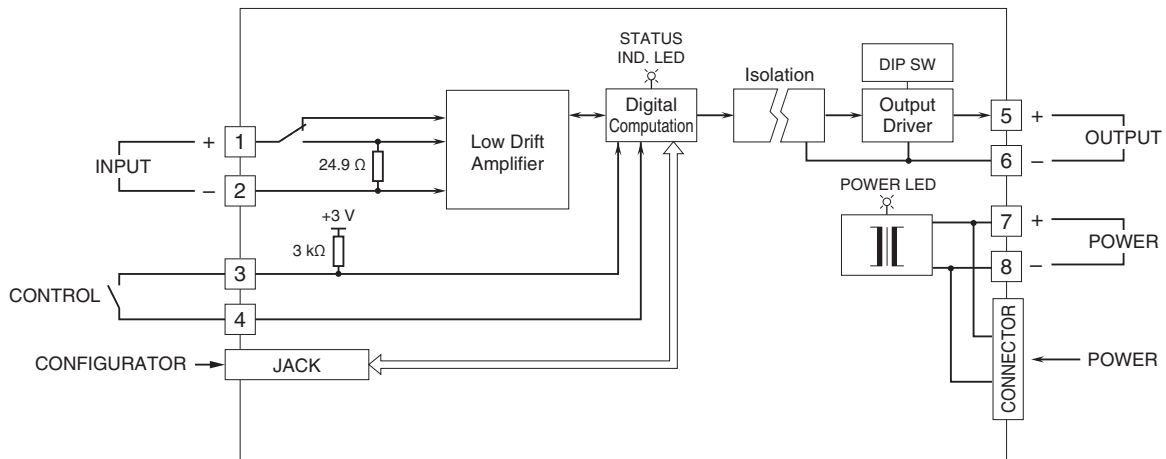 STATUS
IND. LED
Isolation
DIP SW
Digital
Computation
Output
Driver
Low Drift
Amplifier
INPUT
+ 1
24.9 Ω
– 2
5 +
OUTPUT
6 –
POWER LED
+3 V
3 kΩ
7 +
POWER
8 –
3
CONTROL
4
CONFIGURATOR
JACK
CONNECTOR
POWER